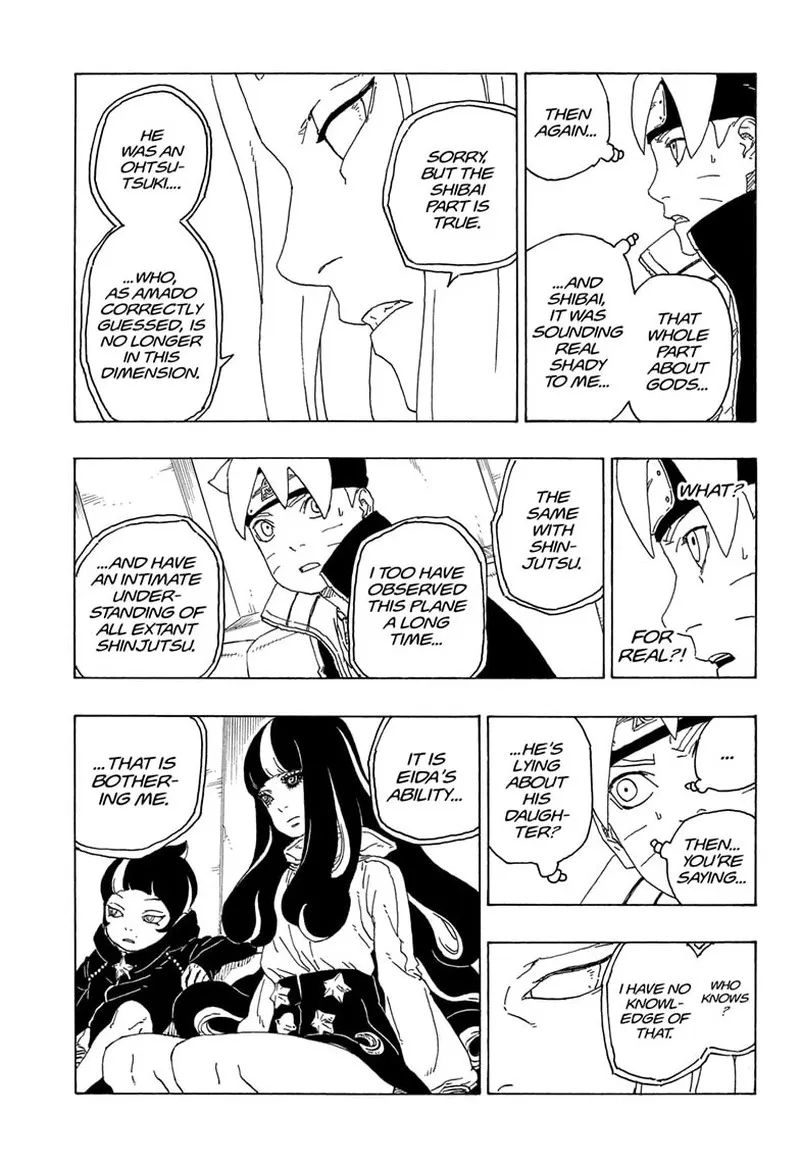 THEN
AGAIN...
THAT
WHOLE
PART
ABOUT
GODS...
...AND
SHIBAI,
IT WAS
SOUNDING
REAL
SHADY
TO ME...
SORRY,
BUT THE
SHIBAI
PART IS
TRUE.
HE
WAS AN
OHTSU-
TSUKI....
...WHO,
AS AMADO
CORRECTLY
GUESSED, IS
NO LONGER
IN THIS
DIMENSION.
WHAT?
FOR
REAL?!
THE
SAME
WITH
SHIN-
JUTSU.
I TOO HAVE
OBSERVED
THIS PLANE
A LONG
TIME...
...AND HAVE
AN INTIMATE
UNDER-
STANDING OF
ALL EXTANT
SHINJUTSU.
...
THEN...
YOU'RE
SAYING...
...HE'S
LYING
ABOUT
HIS
DAUGH-
TER?
WHO
KNOWS
?
I HAVE NO
KNOWL-
EDGE OF
THAT.
IT IS
EIDA'S
ABILITY...
...THAT IS
BOTHER-
ING ME.